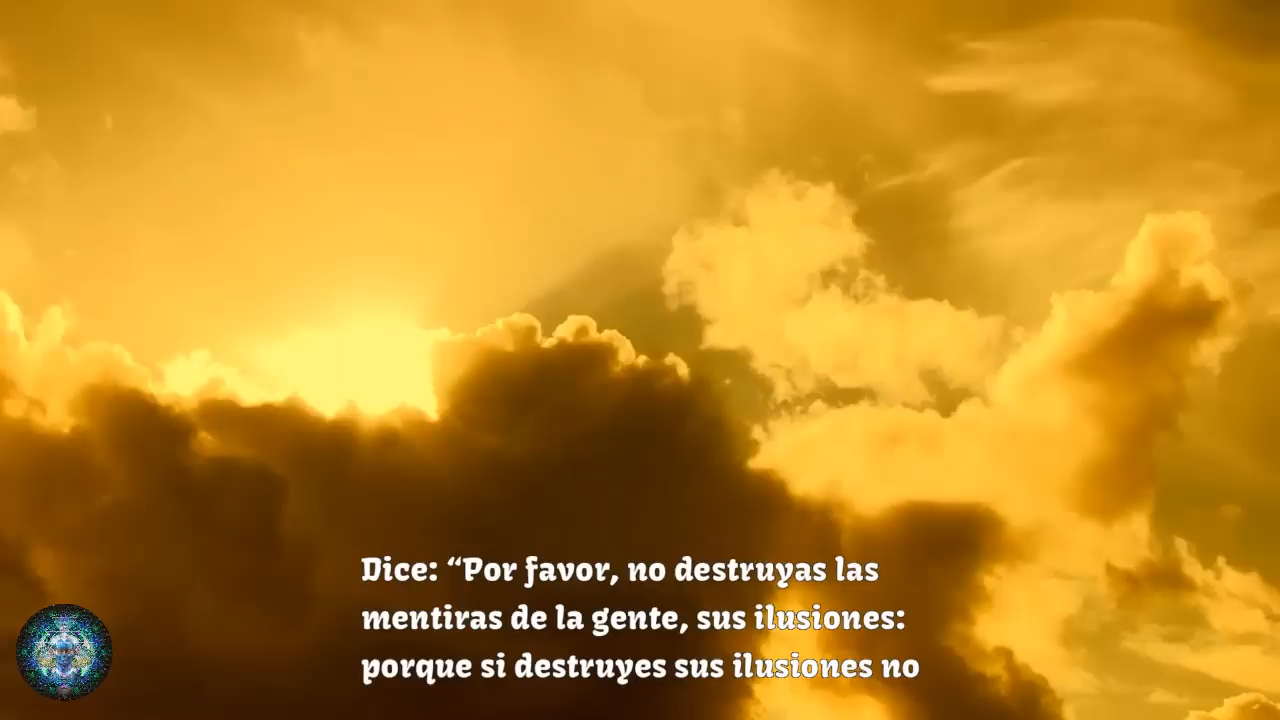 Dice: “Por favor, no destruyas las
mentiras de la gente, sus ilusiones:
porque si destruyes sus ilusiones no